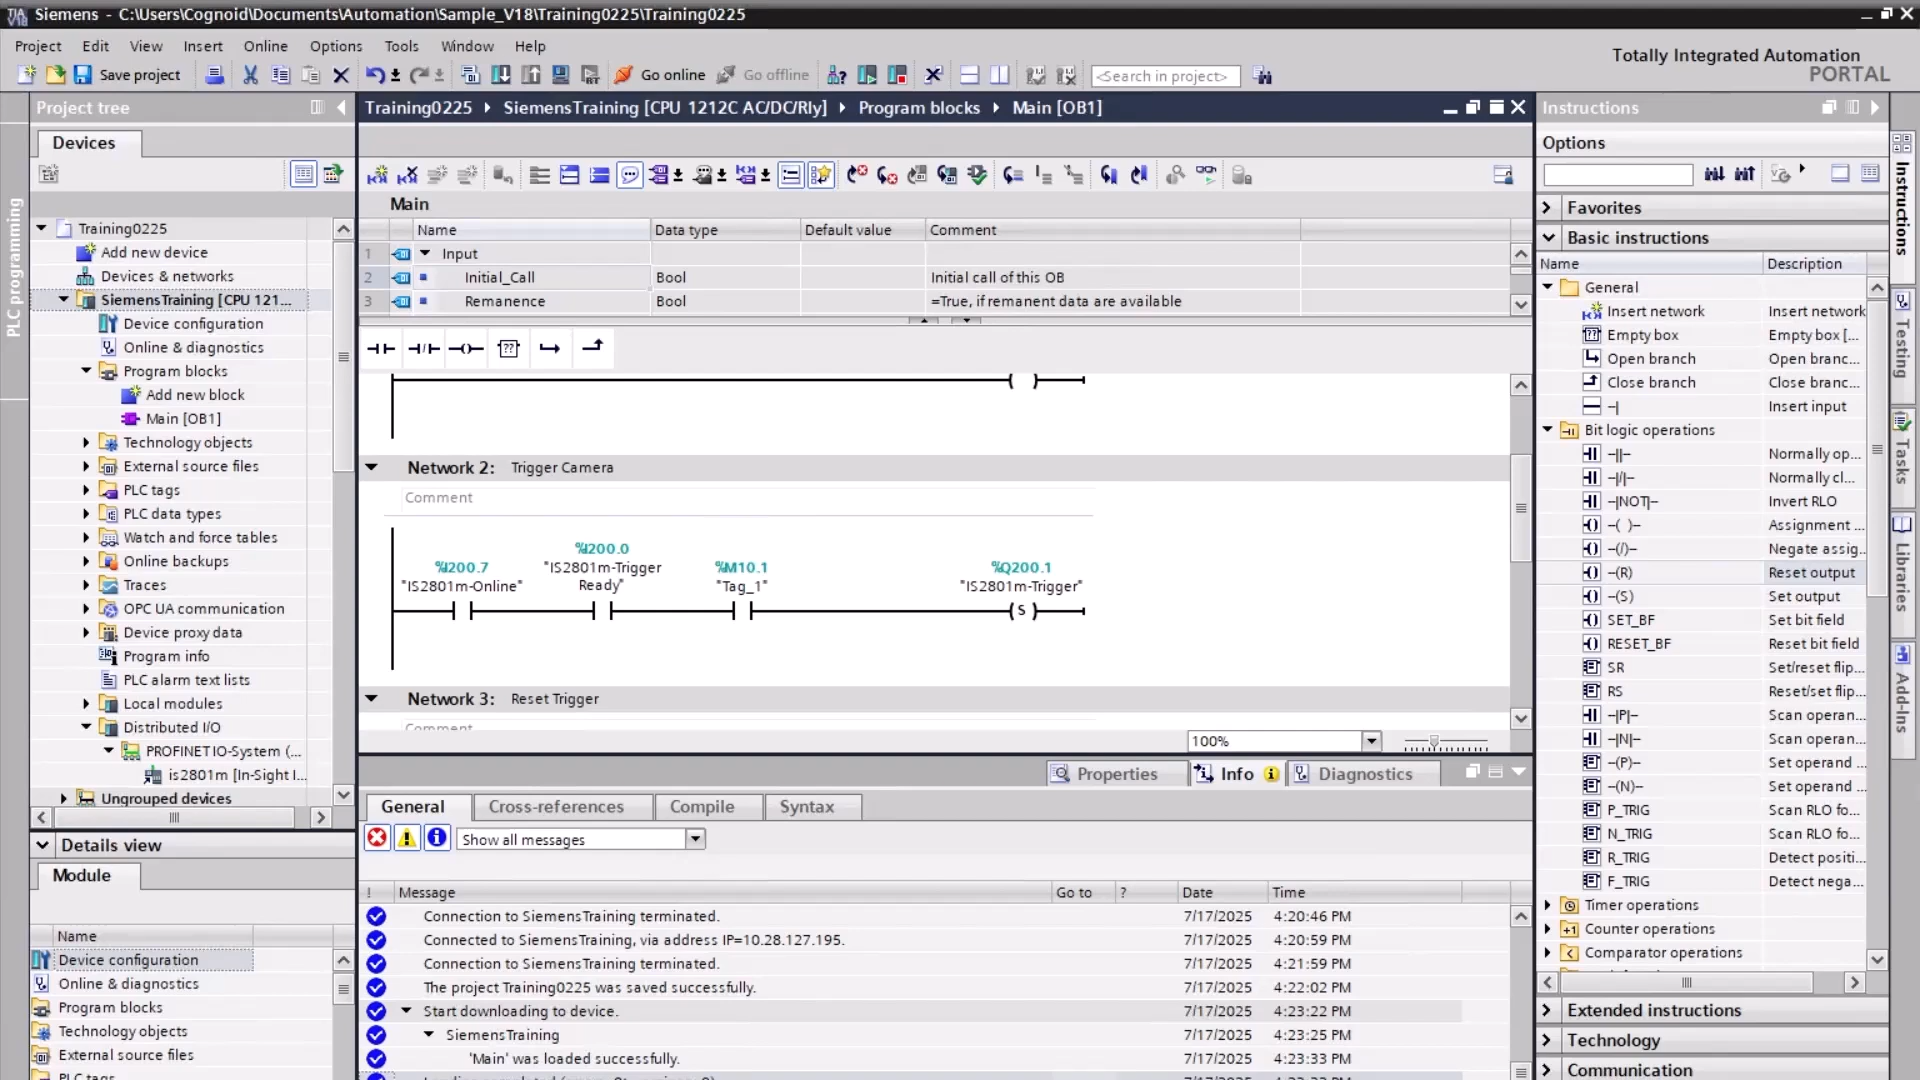 Siemens - C:\Users\Cognoid\Documents\Automation\Sample_V18\Training0225\Training0225
Project Edit View Insert Online Options Tools Window Help
Totally Integrated Automation
PORTAL
Save project
Go online
Go offline
<Search in project>
Project tree
Training0225 SiemensTraining [CPU 1212C AC/DC/Rly] Program blocks Main [OB1]
Instructions
Devices
Options
PLC programming
Main
Name Data type Default value Comment
1 Input
2 Initial_Call Bool Initial call of this OB
3 Remanence Bool =True, if remanent data are available
Training0225
Add new device
Devices & networks
SiemensTraining [CPU 121...
Device configuration
Online & diagnostics
Program blocks
Add new block
Main [OB1]
Technology objects
External source files
PLC tags
PLC data types
Watch and force tables
Online backups
Traces
OPC UA communication
Device proxy data
Program info
PLC alarm text lists
Local modules
Distributed I/O
PROFINET IO-System (...
is2801m [In-Sight I...
Ungrouped devices
Details view
Module
Name
Device configuration
Online & diagnostics
Program blocks
Technology objects
External source files
PLC tags
??
Network 2: Trigger Camera
Comment
%I200.7
"IS2801m-Online"
%I200.0
"IS2801m-Trigger
Ready"
%M10.1
"Tag_1"
%Q200.1
"IS2801m-Trigger"
S
Network 3: Reset Trigger
Comment
100%
Properties Info Diagnostics
General Cross-references Compile Syntax
Show all messages
! Message Go to ? Date Time
Connection to SiemensTraining terminated. 7/17/2025 4:20:46 PM
Connected to SiemensTraining, via address IP=10.28.127.195. 7/17/2025 4:20:59 PM
Connection to SiemensTraining terminated. 7/17/2025 4:21:59 PM
The project Training0225 was saved successfully. 7/17/2025 4:22:02 PM
Start downloading to device. 7/17/2025 4:23:22 PM
SiemensTraining 7/17/2025 4:23:25 PM
'Main' was loaded successfully. 7/17/2025 4:23:33 PM
Favorites
Basic instructions
Name Description
General
Insert network Insert network
Empty box Empty box [...
Open branch Open branc...
Close branch Close branc...
--| Insert input
Bit logic operations
-||- Normally op...
-|/|- Normally cl...
-|NOT|- Invert RLO
-( )- Assignment ...
-(/)- Negate assig...
-(R) Reset output
-(S) Set output
SET_BF Set bit field
RESET_BF Reset bit field
SR Set/reset flip...
RS Reset/set flip...
-|P|- Scan operan...
-|N|- Scan operan...
-(P)- Set operand ...
-(N)- Set operand ...
P_TRIG Scan RLO fo...
N_TRIG Scan RLO fo...
R_TRIG Detect positi...
F_TRIG Detect nega...
Timer operations
Counter operations
Comparator operations
Extended instructions
Technology
Communication
Instructions
Testing
Tasks
Libraries
Add-Ins